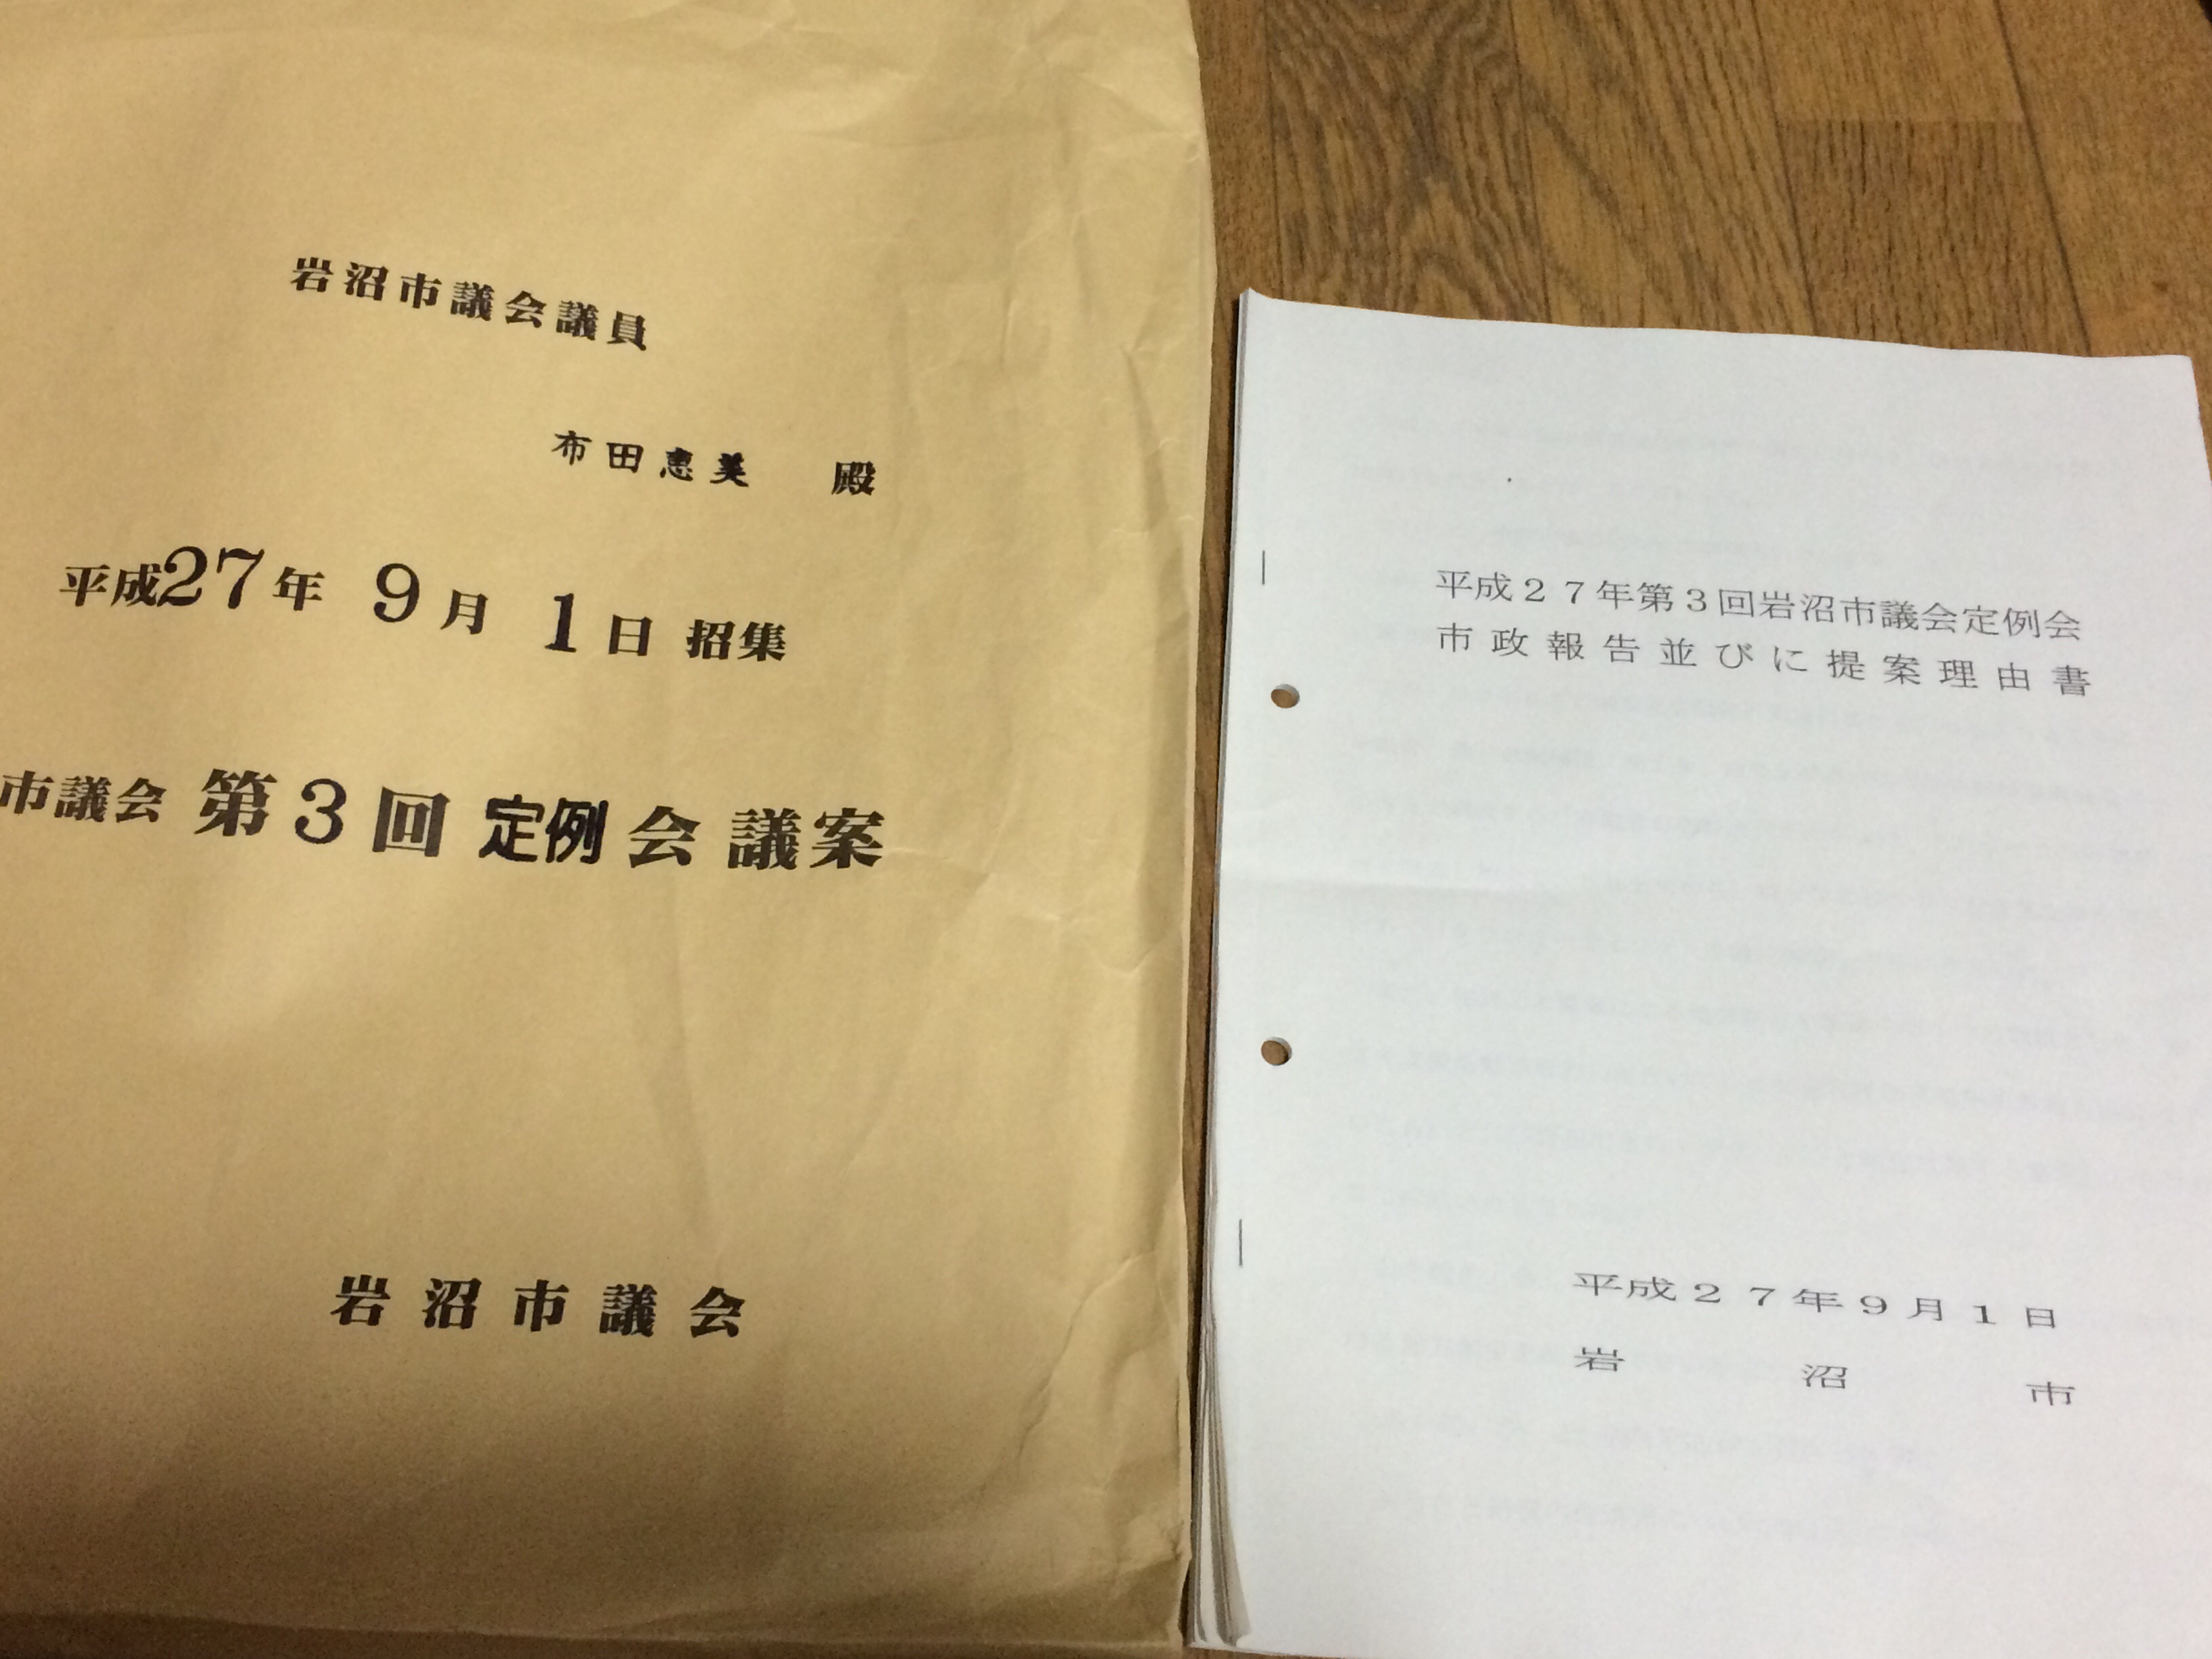 岩沼市議会議員
布田恵美 殿
平成27年 9月 1日 招集
市議会 第3回 定例会 議案
岩沼市議会
平成２７年第３回岩沼市議会定例会
市政報告並びに提案理由書
平成２７年９月１日
岩沼市